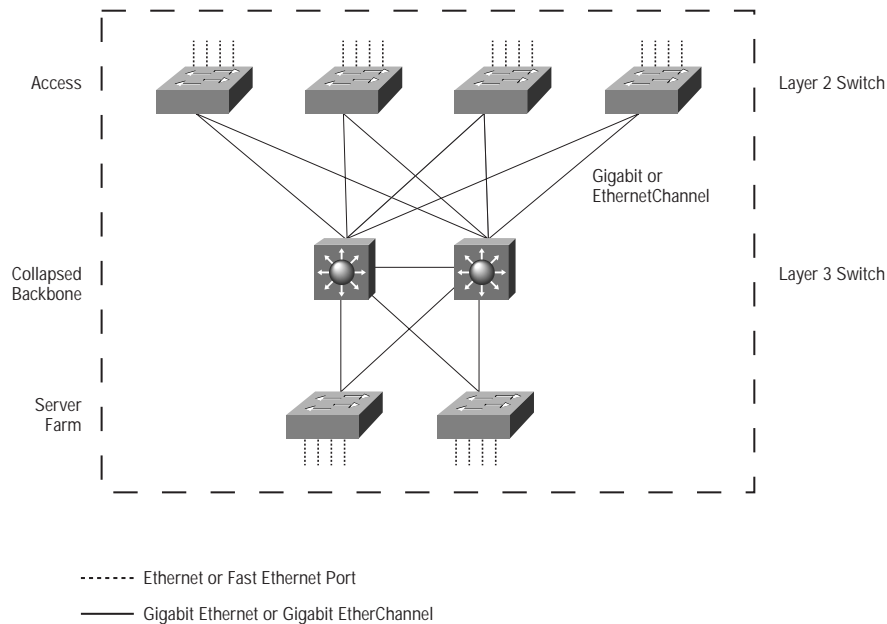 Access
Layer 2 Switch
Gigabit or
EthernetChannel
Collapsed
Backbone
Layer 3 Switch
Server
Farm
Ethernet or Fast Ethernet Port
Gigabit Ethernet or Gigabit EtherChannel